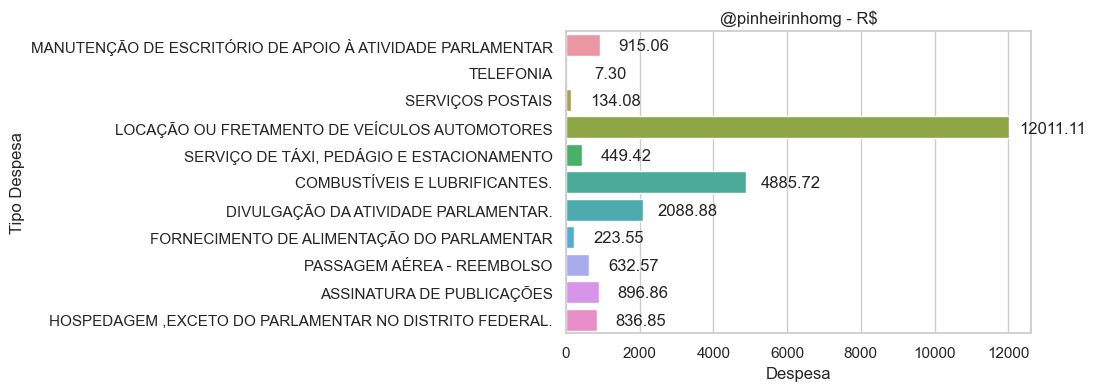 @pinheirinhomg - R$
Tipo Despesa
MANUTENÇÃO DE ESCRITÓRIO DE APOIO À ATIVIDADE PARLAMENTAR 915.06
TELEFONIA 7.30
SERVIÇOS POSTAIS 134.08
LOCAÇÃO OU FRETAMENTO DE VEÍCULOS AUTOMOTORES 12011.11
SERVIÇO DE TÁXI, PEDÁGIO E ESTACIONAMENTO 449.42
COMBUSTÍVEIS E LUBRIFICANTES. 4885.72
DIVULGAÇÃO DA ATIVIDADE PARLAMENTAR. 2088.88
FORNECIMENTO DE ALIMENTAÇÃO DO PARLAMENTAR 223.55
PASSAGEM AÉREA - REEMBOLSO 632.57
ASSINATURA DE PUBLICAÇÕES 896.86
HOSPEDAGEM ,EXCETO DO PARLAMENTAR NO DISTRITO FEDERAL. 836.85
0 2000 4000 6000 8000 10000 12000
Despesa